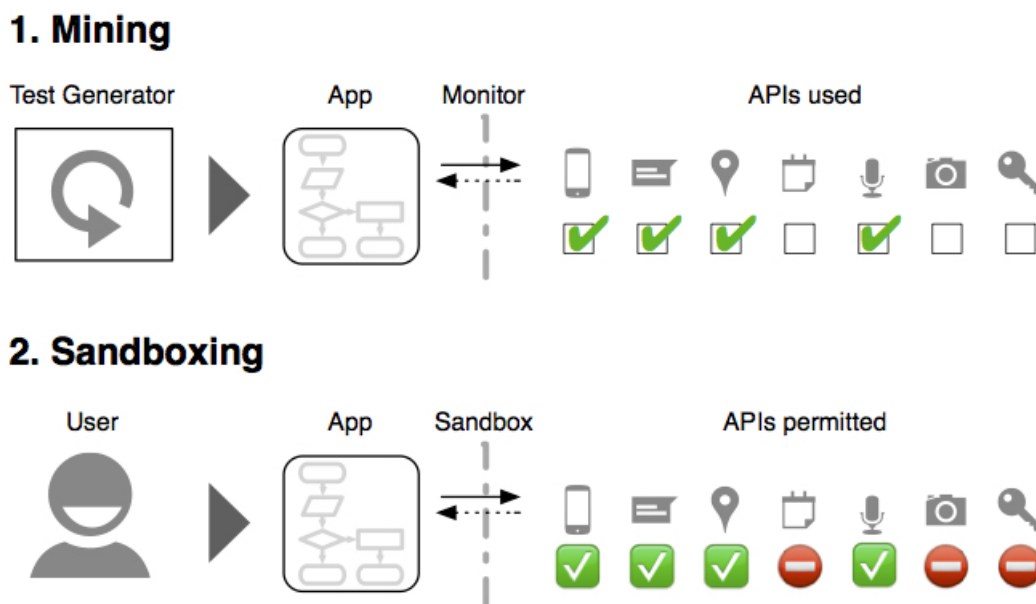 1. Mining
Test Generator App Monitor APIs used
2. Sandboxing
User App Sandbox APIs permitted